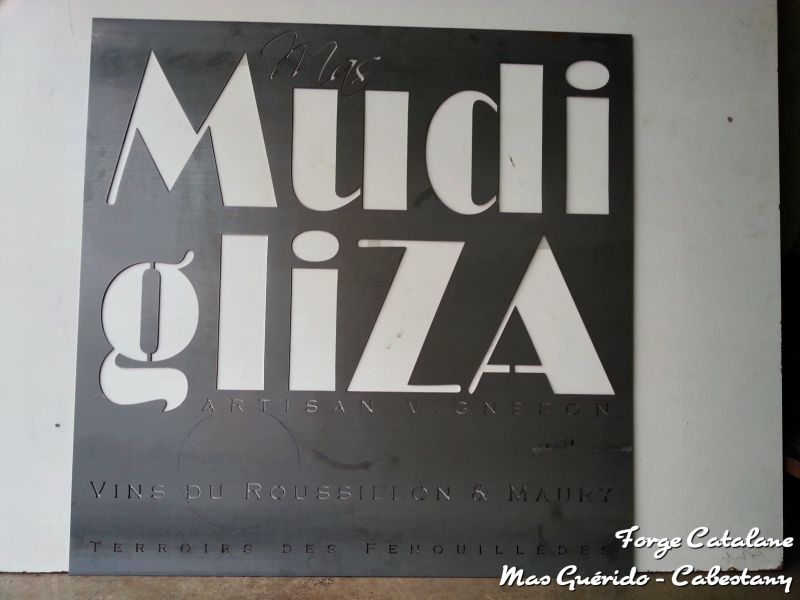 Mas
Mudi
gliZA
ARTISAN VIGNERON
VINS DU ROUSSILLON & MAURY
TERROIRS DES FENOUILLÈDES
Forge Catalane
Mas Guérido - Cabestany